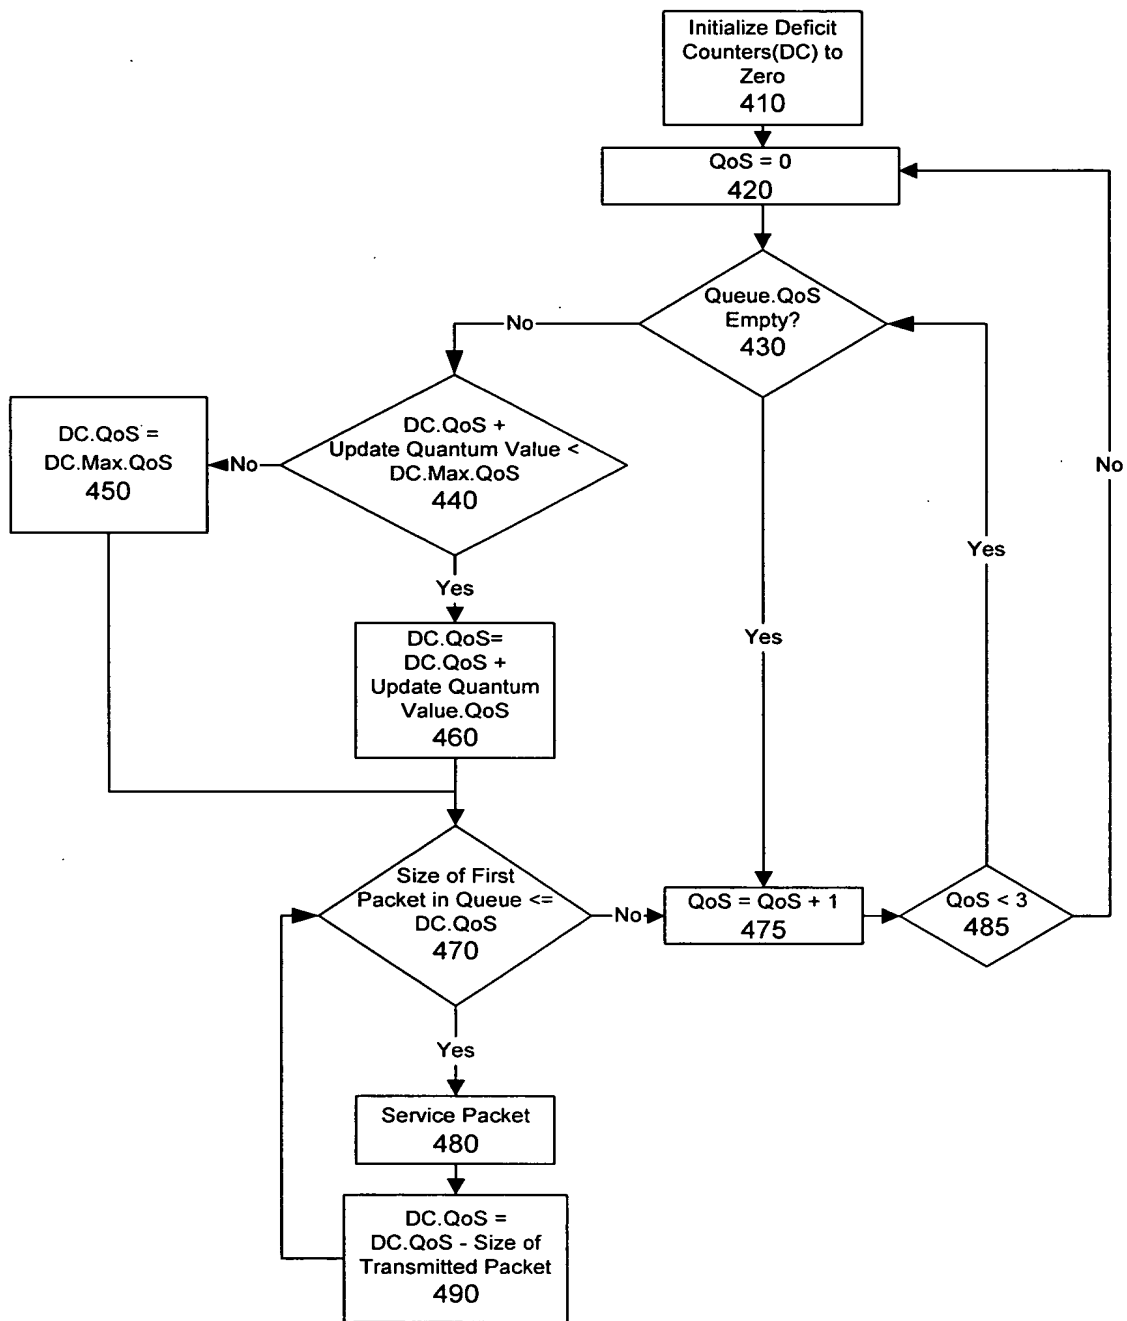 Initialize Deficit
Counters(DC) to
Zero
410
QoS = 0
420
Queue.QoS
Empty?
430
No
DC.QoS +
Update Quantum Value <
DC.Max.QoS
440
No
DC.QoS =
DC.Max.QoS
450
No
Yes
Yes
DC.QoS=
DC.QoS +
Update Quantum
Value.QoS
460
Yes
Size of First
Packet in Queue <=
DC.QoS
470
No
QoS = QoS + 1
475
QoS < 3
485
Yes
Service Packet
480
DC.QoS =
DC.QoS - Size of
Transmitted Packet
490